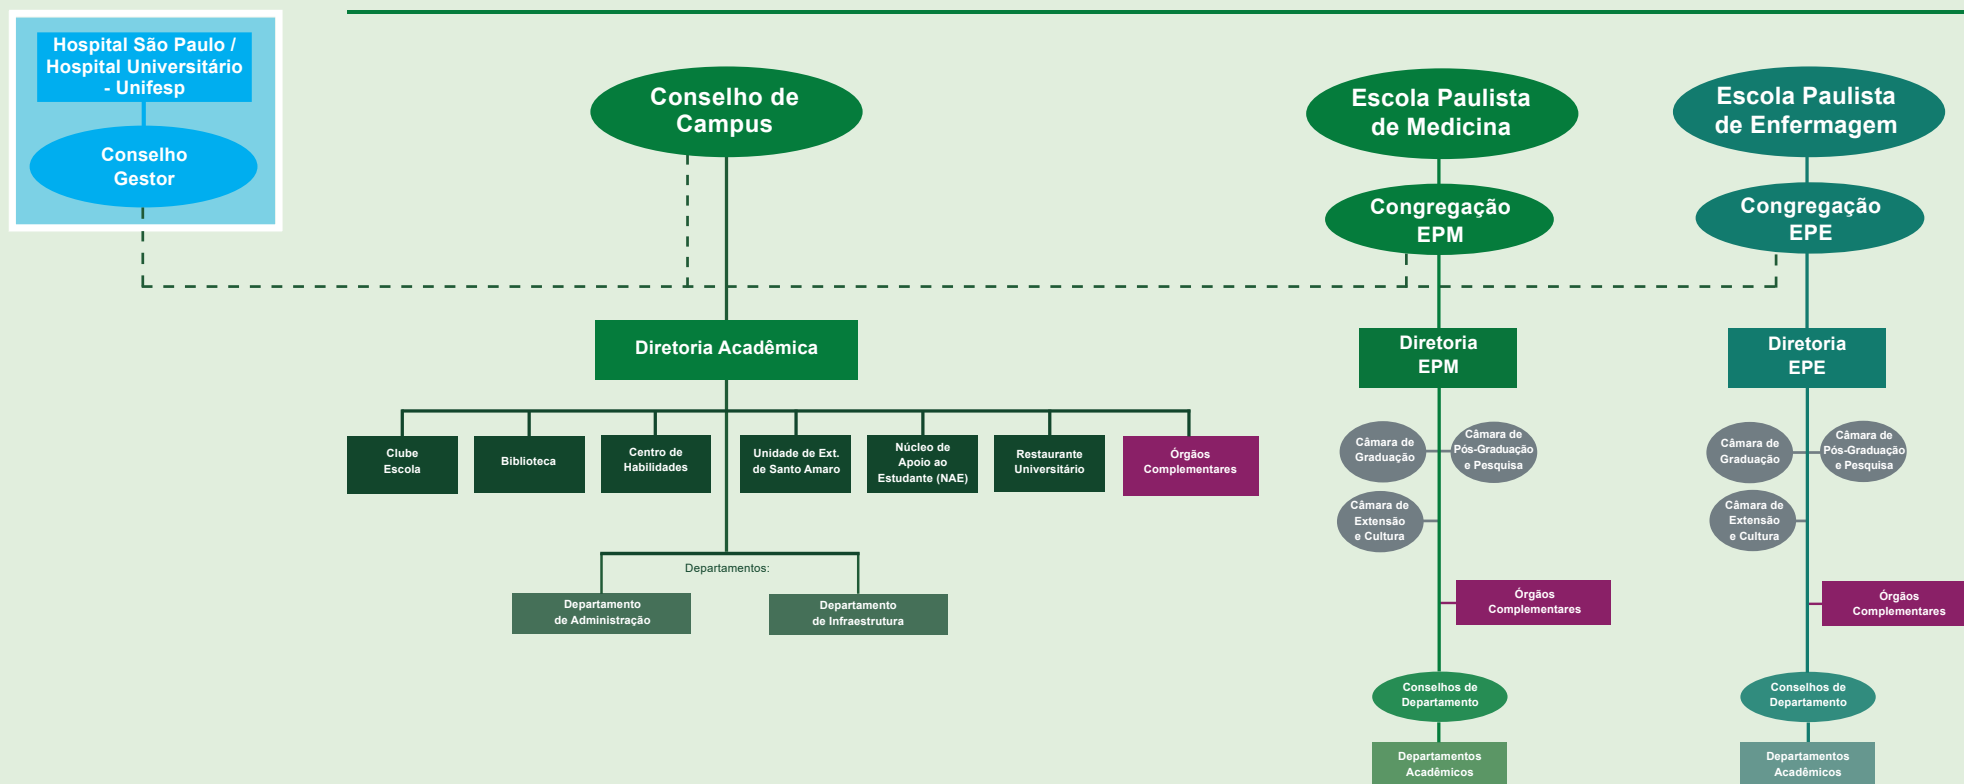 Hospital São Paulo /
Hospital Universitário
- Unifesp
Conselho
Gestor
Conselho de
Campus
Diretoria Acadêmica
Clube
Escola
Biblioteca
Centro de
Habilidades
Unidade de Ext.
de Santo Amaro
Núcleo de
Apoio ao
Estudante (NAE)
Restaurante
Universitário
Órgãos
Complementares
Departamentos:
Departamento
de Administração
Departamento
de Infraestrutura
Escola Paulista
de Medicina
Congregação
EPM
Diretoria
EPM
Câmara de
Graduação
Câmara de
Pós-Graduação
e Pesquisa
Câmara de
Extensão
e Cultura
Órgãos
Complementares
Conselhos de
Departamento
Departamentos
Acadêmicos
Escola Paulista
de Enfermagem
Congregação
EPE
Diretoria
EPE
Câmara de
Graduação
Câmara de
Pós-Graduação
e Pesquisa
Câmara de
Extensão
e Cultura
Órgãos
Complementares
Conselhos de
Departamento
Departamentos
Acadêmicos